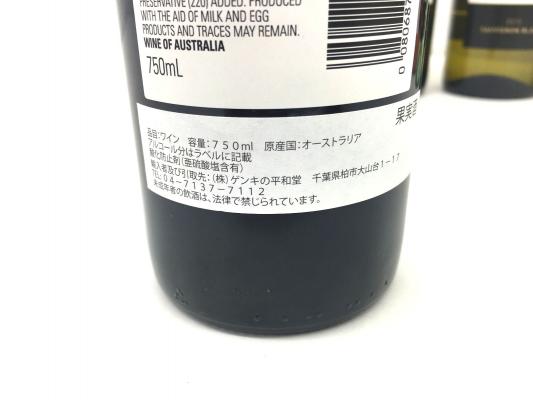 PRESERVATIVE (220) ADDED. PRODUCED
WITH THE AID OF MILK AND EGG
PRODUCTS AND TRACES MAY REMAIN.
WINE OF AUSTRALIA
750mL
0 80687
果実酒
品目:ワイン 容量:750ml 原産国:オーストラリア
アルコール分はラベルに記載
酸化防止剤(亜硫酸塩含有)
輸入者及び引取先:(株)ゲンキの平和堂 千葉県柏市大山台1-17
TEL:04-7137-7112
未成年者の飲酒は、法律で禁じられています。